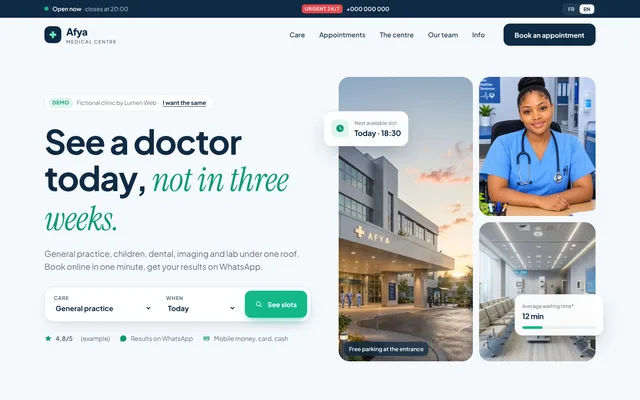 Open now · closes at 20:00
URGENT 24/7 +000 000 000
FR EN
Afya
MEDICAL CENTRE
Care Appointments The centre Our team Info
Book an appointment
DEMO Fictional clinic by Lumen Web · I want the same
See a doctor
today, not in three
weeks.
General practice, children, dental, imaging and lab under one roof.
Book online in one minute, get your results on WhatsApp.
CARE
General practice
WHEN
Today
See slots
4,8/5 (example)
Results on WhatsApp
Mobile money, card, cash
Next available slot
Today · 18:30
AFYA
Free parking at the entrance
Average waiting time*
12 min